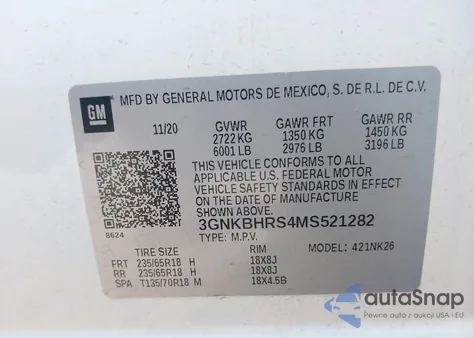 GM
MFD BY GENERAL MOTORS DE MEXICO, S. DE R.L. DE C.V.
11/20 GVWR GAWR FRT GAWR RR
2722 KG 1350 KG 1450 KG
6001 LB 2976 LB 3196 LB
THIS VEHICLE CONFORMS TO ALL
APPLICABLE U.S. FEDERAL MOTOR
VEHICLE SAFETY STANDARDS IN EFFECT
ON THE DATE OF MANUFACTURE SHOWN ABOVE.
8624
3GNKBHRS4MS521282
TYPE: M.P.V. MODEL: 421NK26
TIRE SIZE RIM
FRT 235/65R18 H 18X8J
RR 235/65R18 H 18X8J
SPA T135/70R18 M 18X4.5B
autoSnap
Pewne auta z USA i EU